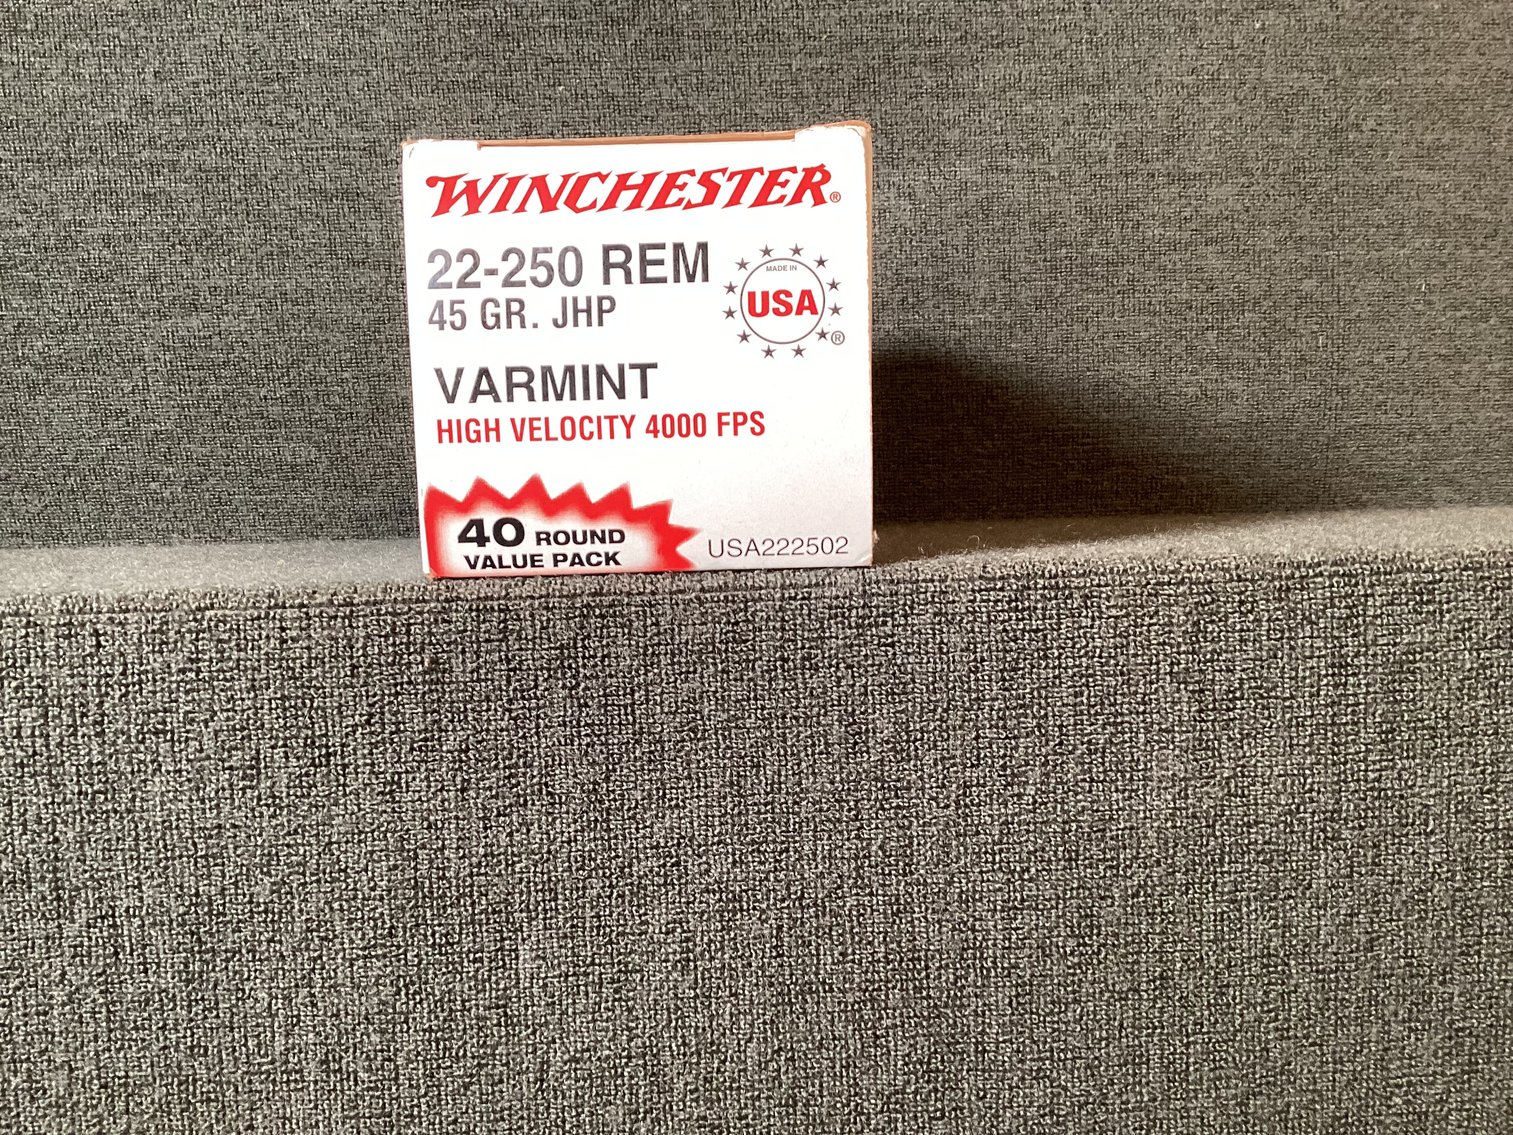 WINCHESTER®
22-250 REM
45 GR. JHP
MADE IN
USA
®
VARMINT
HIGH VELOCITY 4000 FPS
40 ROUND
VALUE PACK
USA222502